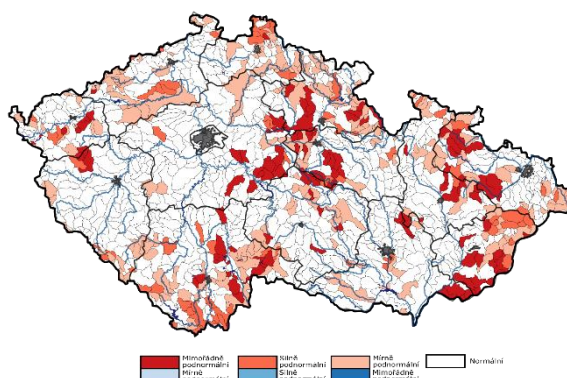 Mimořádně
podnormální
Silně
podnormální
Mírně
podnormální
Normální
Mírně
Silně
Mimořádně